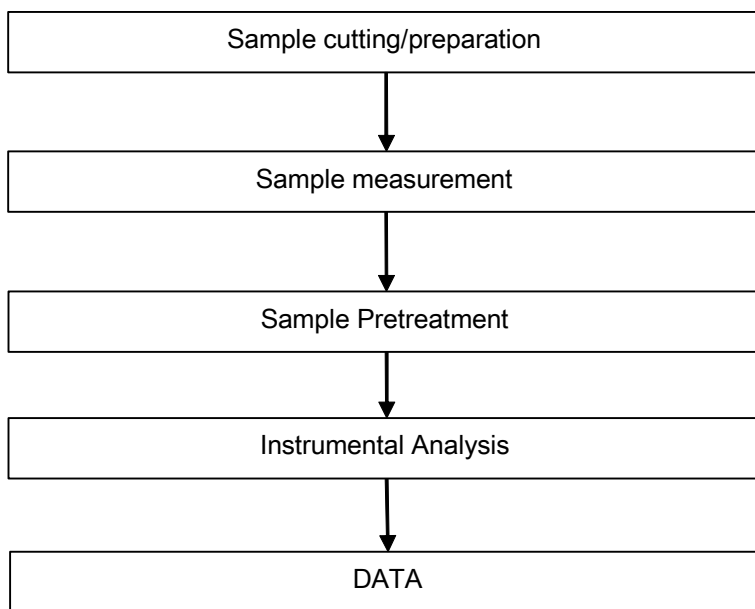 Sample cutting/preparation
Sample measurement
Sample Pretreatment
Instrumental Analysis
DATA